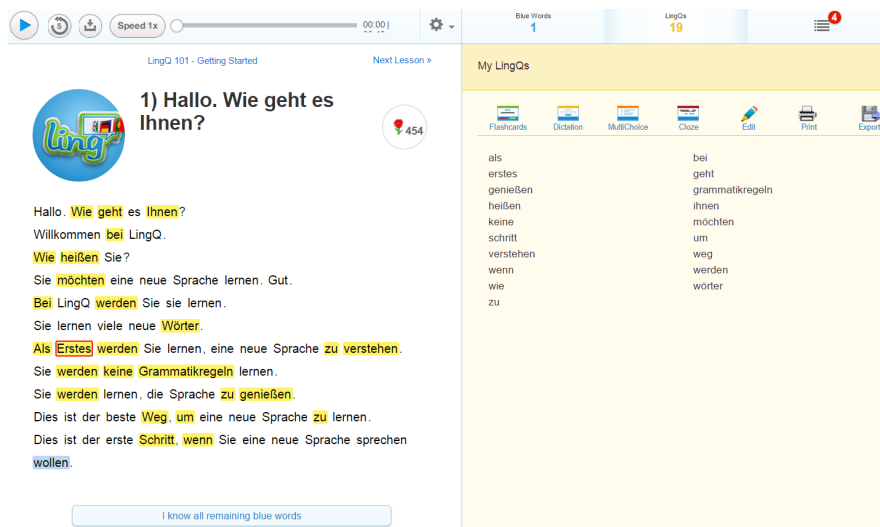 Speed 1x
00:00
Blue Words
1
LingQs
19
4
LingQ 101 - Getting Started
Next Lesson »
1) Hallo. Wie geht es
Ihnen?
454
ling
5
Hallo. Wie geht es Ihnen?
Willkommen bei LingQ.
Wie heißen Sie?
Sie möchten eine neue Sprache lernen. Gut.
Bei LingQ werden Sie sie lernen.
Sie lernen viele neue Wörter.
Als Erstes werden Sie lernen, eine neue Sprache zu verstehen.
Sie werden keine Grammatikregeln lernen.
Sie werden lernen, die Sprache zu genießen.
Dies ist der beste Weg, um eine neue Sprache zu lernen.
Dies ist der erste Schritt, wenn Sie eine neue Sprache sprechen
wollen.
I know all remaining blue words
My LingQs
Flashcards
Dictation
MultiChoice
Cloze
Edit
Print
Export
als
erstes
genießen
heißen
keine
schritt
verstehen
wenn
wie
zu
bei
geht
grammatikregeln
ihnen
möchten
um
weg
werden
wörter